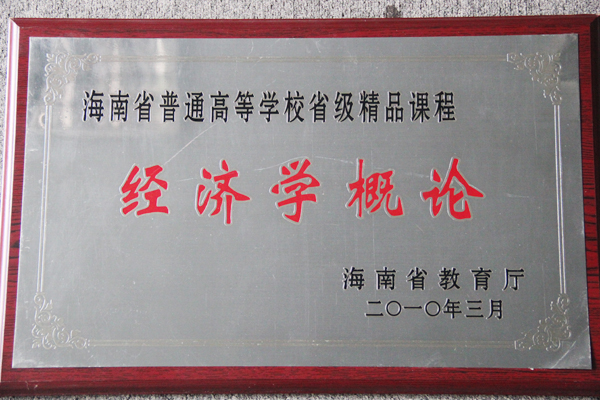 海南省普通高等学校省级精品课程
经济学概论
海南省教育厅
二〇一〇年三月